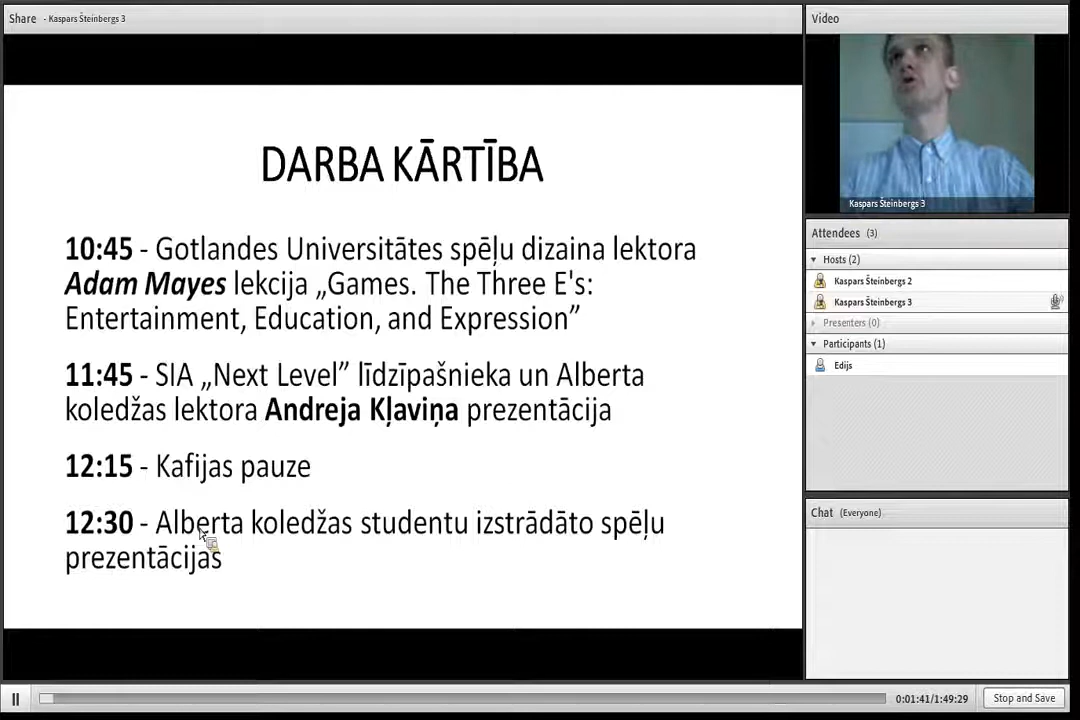 Share - Kaspars Šteinbergs 3
DARBA KĀRTĪBA
10:45 - Gotlandes Universitātes spēļu dizaina lektora
Adam Mayes lekcija „Games. The Three E's:
Entertainment, Education, and Expression”
11:45 - SIA „Next Level” līdzīpašnieka un Alberta
koledžas lektora Andreja Kļaviņa prezentācija
12:15 - Kafijas pauze
12:30 - Alberta koledžas studentu izstrādāto spēļu
prezentācijas
Video
Kaspars Šteinbergs 3
Attendees (3)
Hosts (2)
Kaspars Šteinbergs 2
Kaspars Šteinbergs 3
Presenters (0)
Participants (1)
Edijs
Chat (Everyone)
0:01:41/1:49:29
Stop and Save